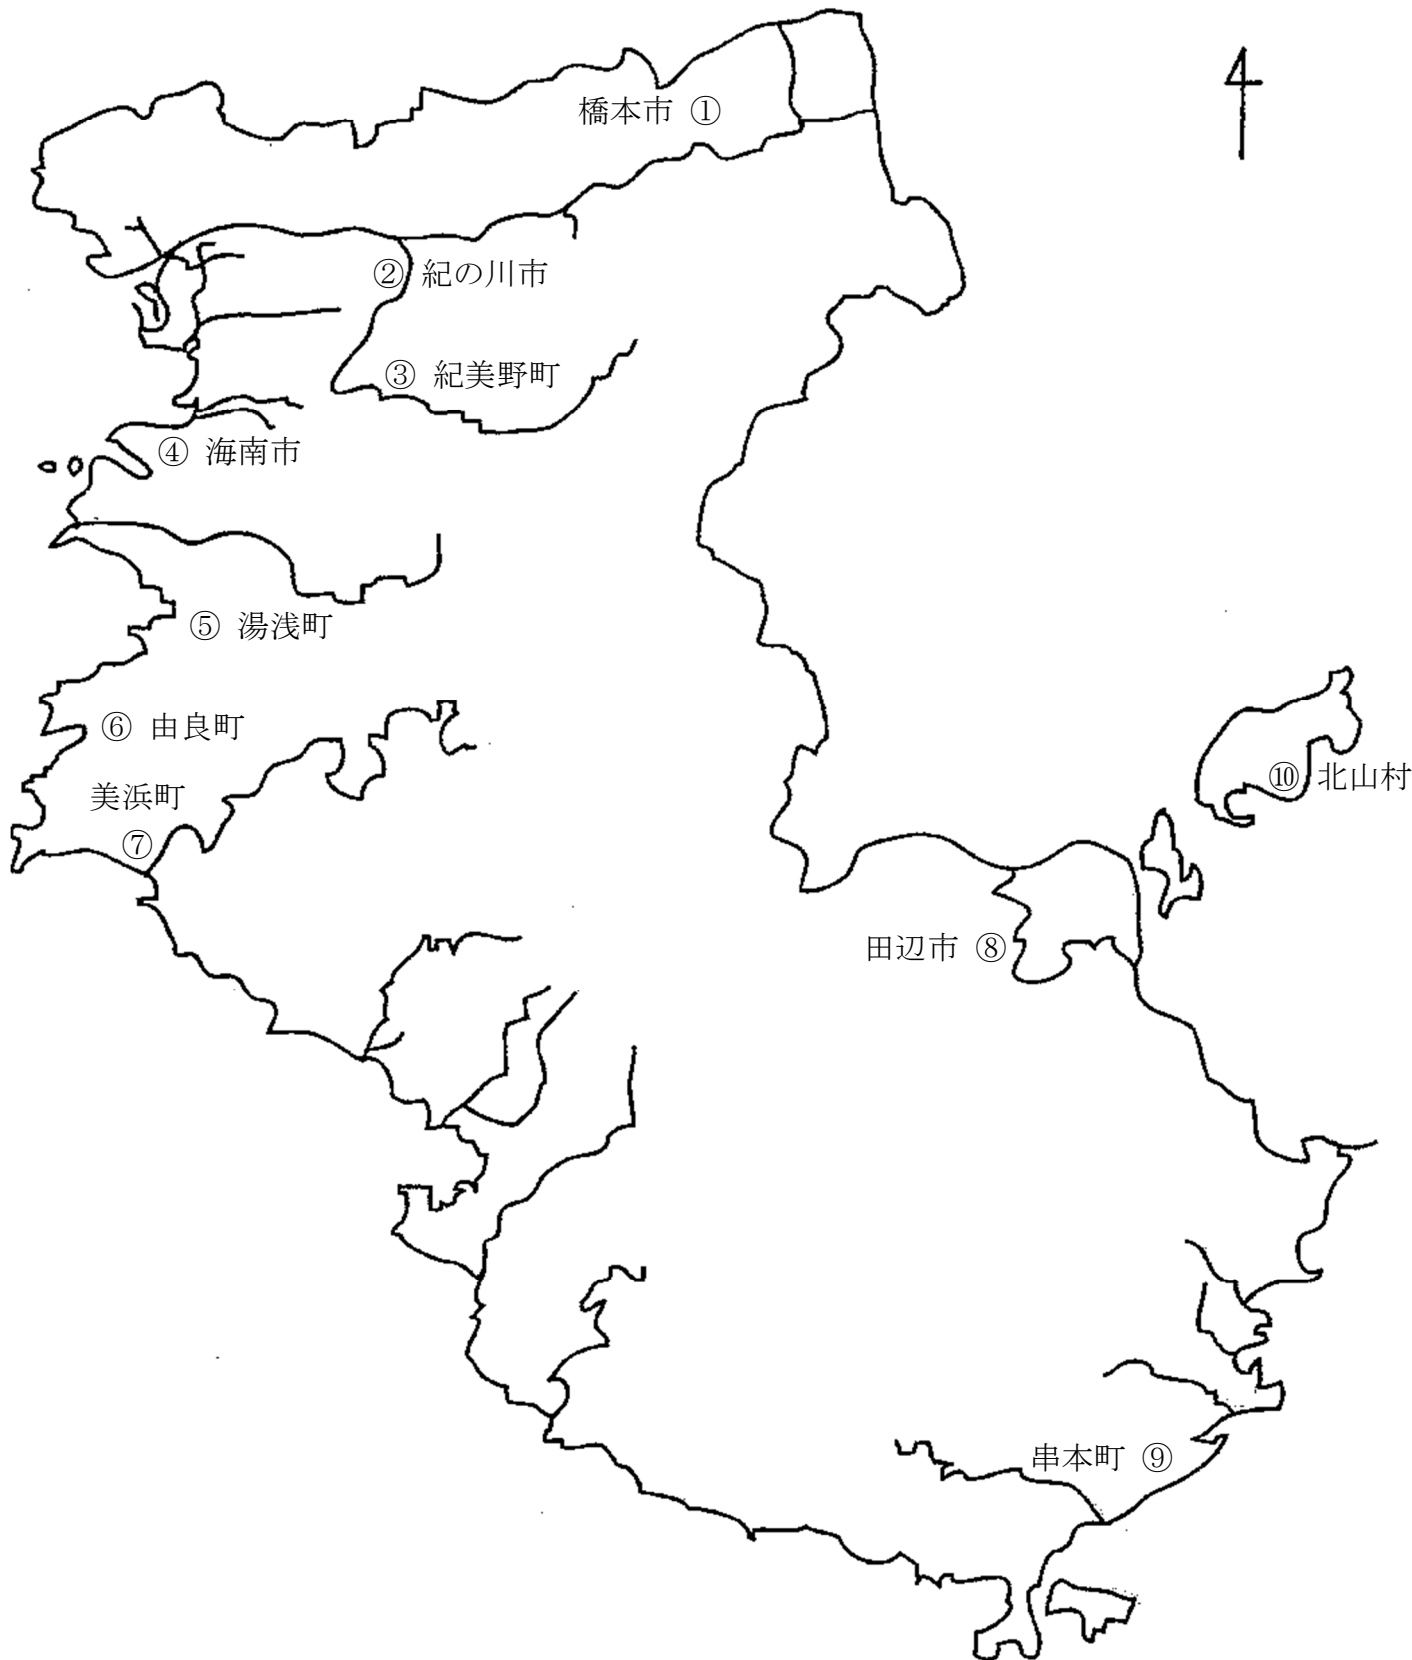 橋本市 ①
② 紀の川市
③ 紀美野町
④ 海南市
⑤ 湯浅町
⑥ 由良町
美浜町
⑦
⑩ 北山村
田辺市 ⑧
串本町 ⑨